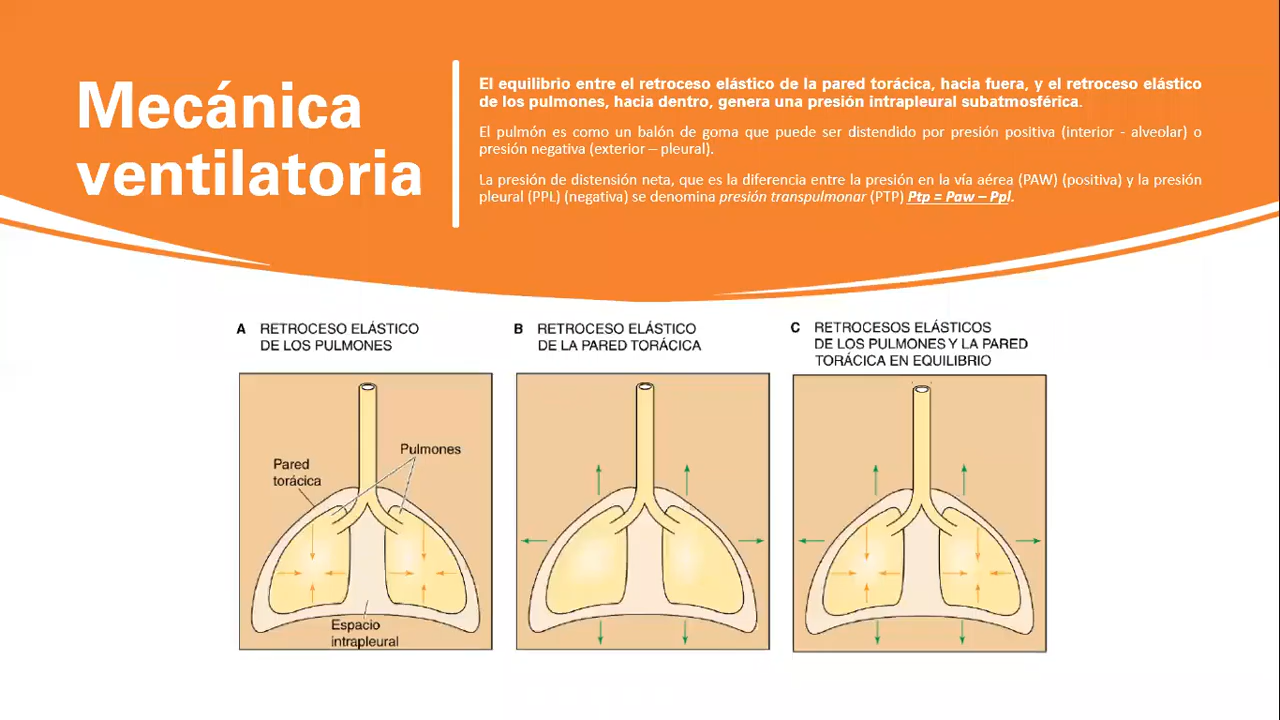 Mecánica
ventilatoria
El equilibrio entre el retroceso elástico de la pared torácica, hacia fuera, y el retroceso elástico
de los pulmones, hacia dentro, genera una presión intrapleural subatmosférica.
El pulmón es como un balón de goma que puede ser distendido por presión positiva (interior - alveolar) o
presión negativa (exterior – pleural).
La presión de distensión neta, que es la diferencia entre la presión en la vía aérea (PAW) (positiva) y la presión
pleural (PPL) (negativa) se denomina presión transpulmonar (PTP) Ptp = Paw – Ppl.
A RETROCESO ELÁSTICO
DE LOS PULMONES
B RETROCESO ELÁSTICO
DE LA PARED TORÁCICA
C RETROCESOS ELÁSTICOS
DE LOS PULMONES Y LA PARED
TORÁCICA EN EQUILIBRIO
Pulmones
Pared
torácica
Espacio
intrapleural